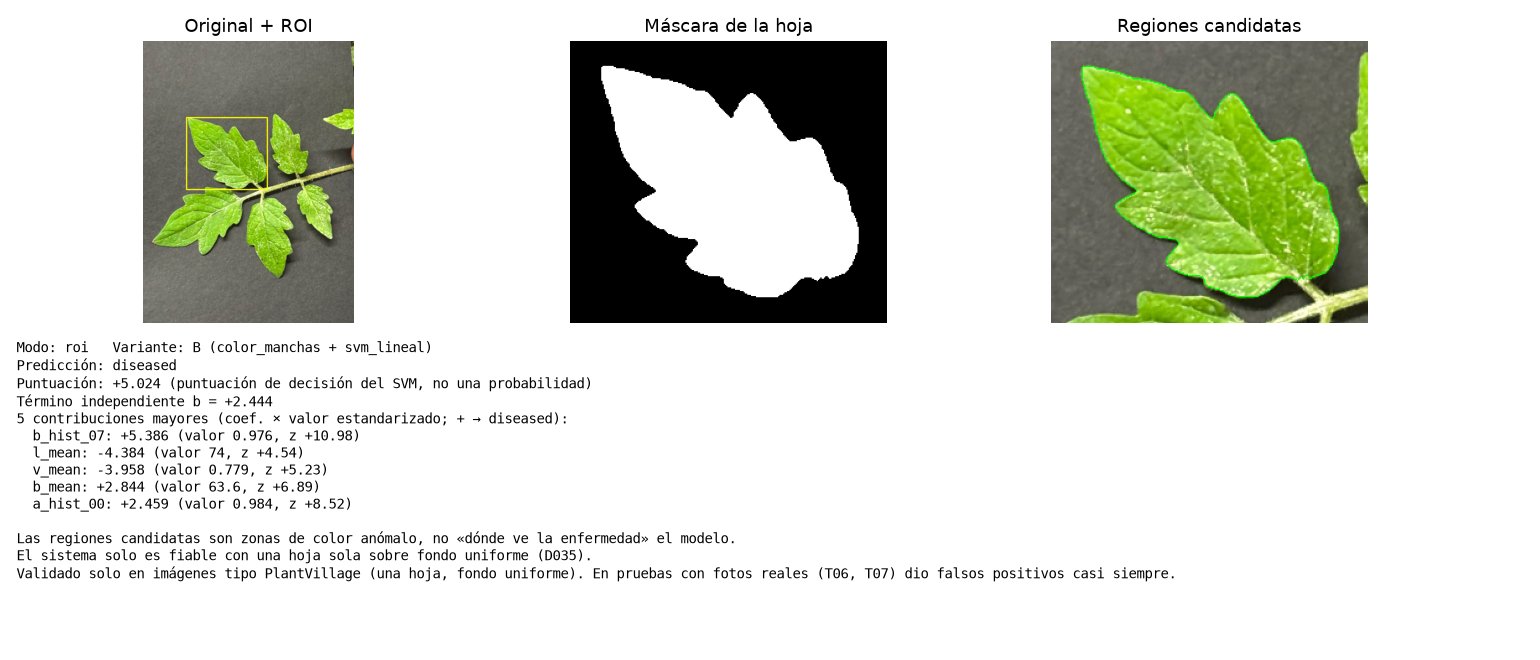 Original + ROI
Máscara de la hoja
Regiones candidatas
Modo: roi   Variante: B (color_manchas + svm_lineal)
Predicción: diseased
Puntuación: +5.024 (puntuación de decisión del SVM, no una probabilidad)
Término independiente b = +2.444
5 contribuciones mayores (coef. × valor estandarizado; + → diseased):
  b_hist_07: +5.386 (valor 0.976, z +10.98)
  l_mean: -4.384 (valor 74, z +4.54)
  v_mean: -3.958 (valor 0.779, z +5.23)
  b_mean: +2.844 (valor 63.6, z +6.89)
  a_hist_00: +2.459 (valor 0.984, z +8.52)
Las regiones candidatas son zonas de color anómalo, no «dónde ve la enfermedad» el modelo.
El sistema solo es fiable con una hoja sola sobre fondo uniforme (D035).
Validado solo en imágenes tipo PlantVillage (una hoja, fondo uniforme). En pruebas con fotos reales (T06, T07) dio falsos positivos casi siempre.